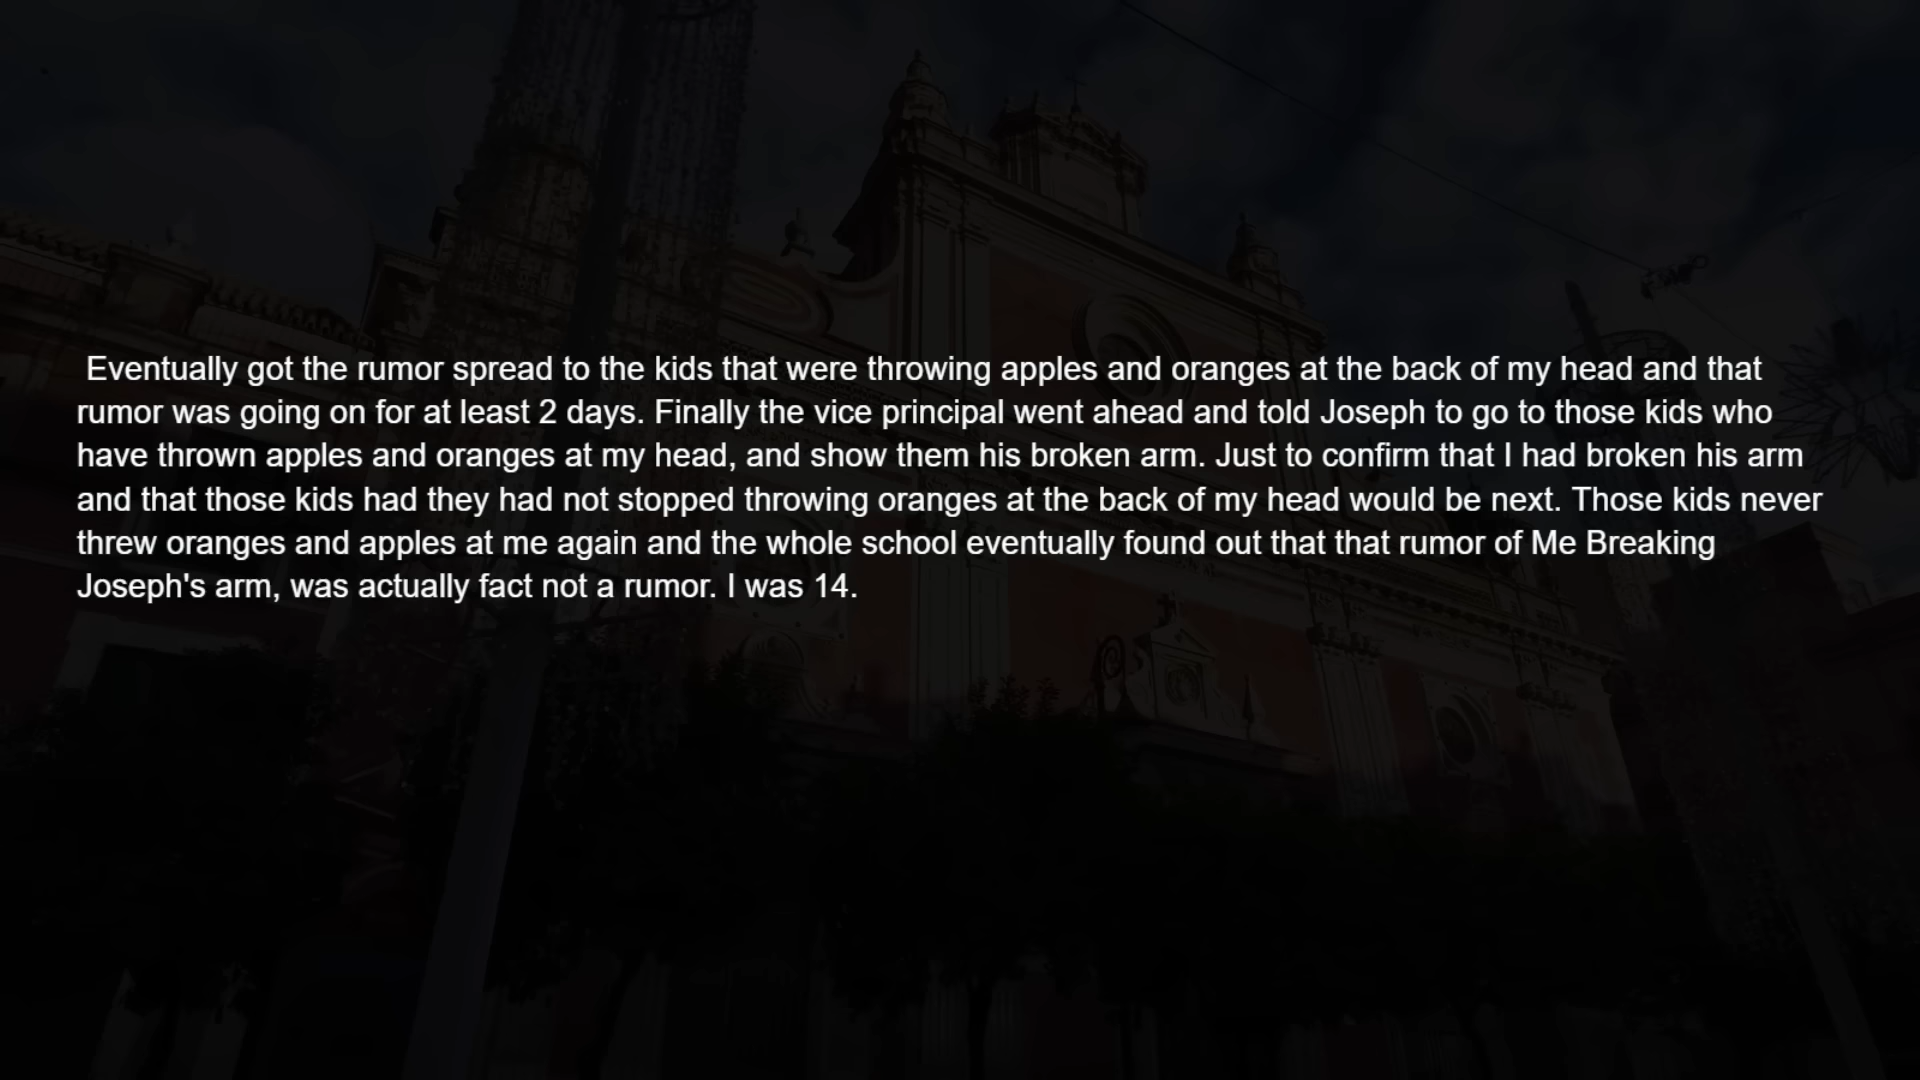 Eventually got the rumor spread to the kids that were throwing apples and oranges at the back of my head and that
rumor was going on for at least 2 days. Finally the vice principal went ahead and told Joseph to go to those kids who
have thrown apples and oranges at my head, and show them his broken arm. Just to confirm that I had broken his arm
and that those kids had they had not stopped throwing oranges at the back of my head would be next. Those kids never
threw oranges and apples at me again and the whole school eventually found out that that rumor of Me Breaking
Joseph's arm, was actually fact not a rumor. I was 14.